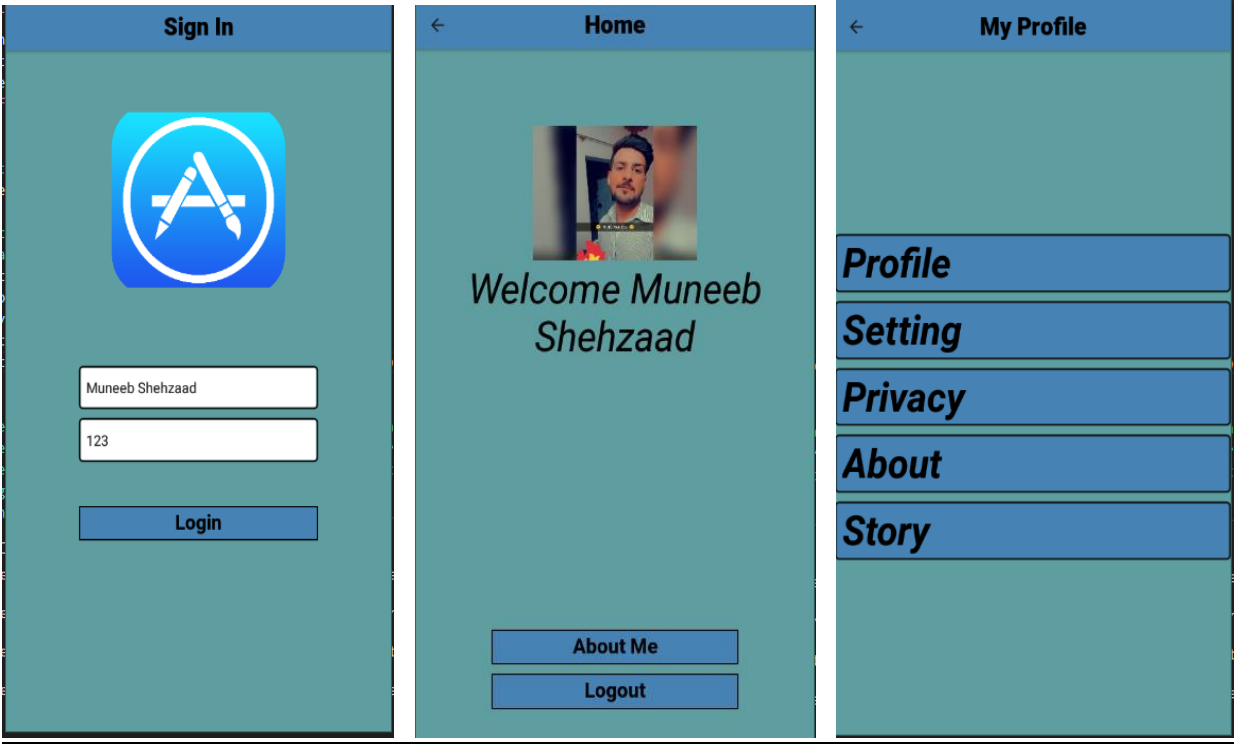 Sign In
Muneeb Shehzaad
123
Login
Home
Welcome Muneeb
Shehzaad
About Me
Logout
My Profile
Profile
Setting
Privacy
About
Story